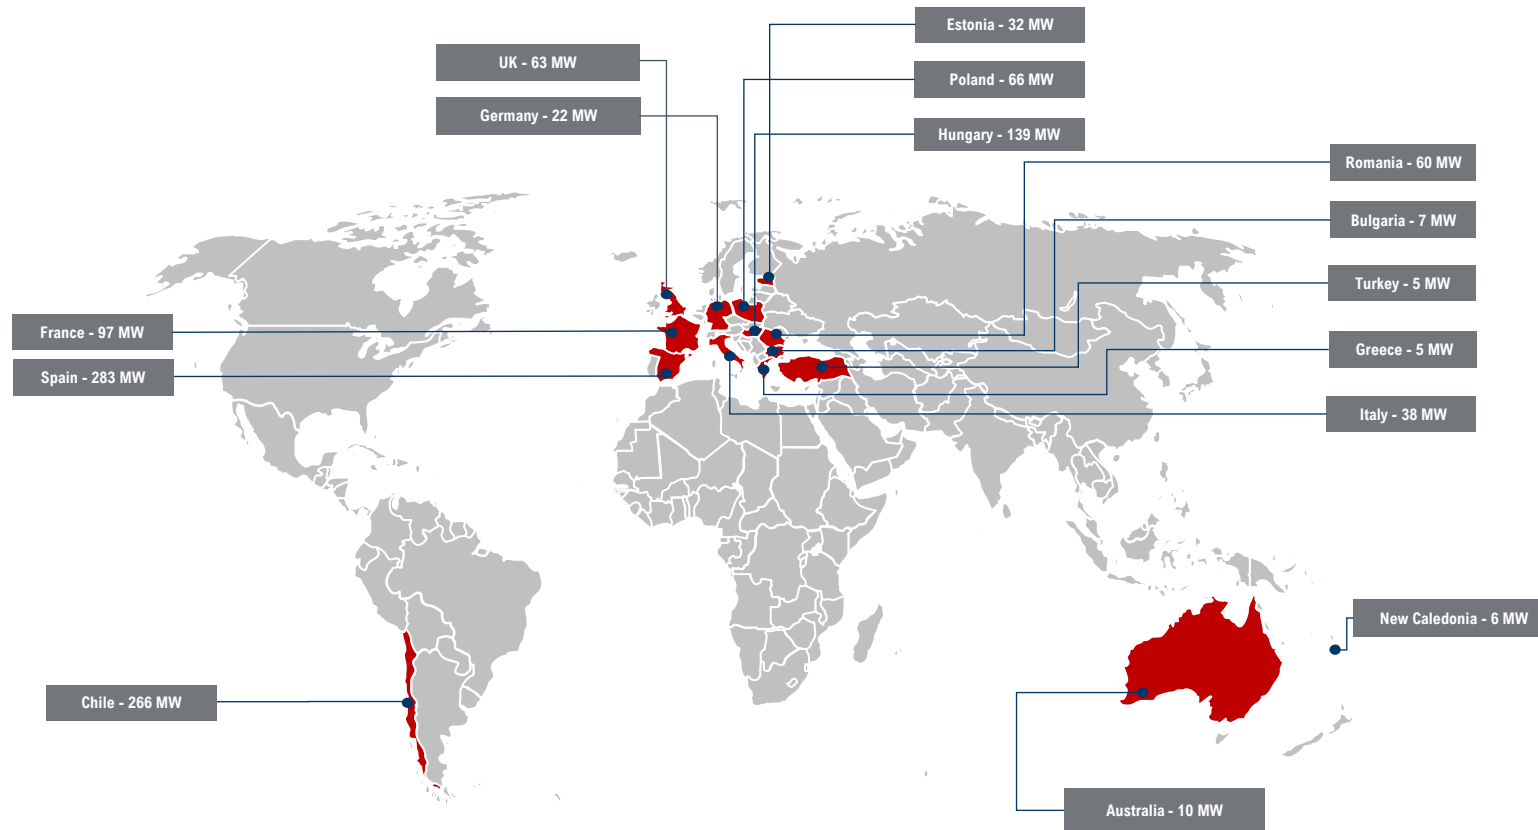 Estonia - 32 MW
UK - 63 MW
Poland - 66 MW
Germany - 22 MW
Hungary - 139 MW
Romania - 60 MW
Bulgaria - 7 MW
Turkey - 5 MW
France - 97 MW
Greece - 5 MW
Spain - 283 MW
Italy - 38 MW
New Caledonia - 6 MW
Chile - 266 MW
Australia - 10 MW